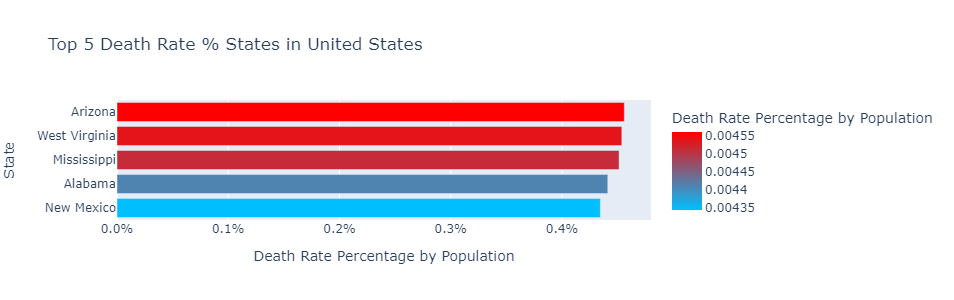 Top 5 Death Rate % States in United States
State
Arizona
West Virginia
Mississippi
Alabama
New Mexico
0.0%
0.1%
0.2%
0.3%
0.4%
Death Rate Percentage by Population
Death Rate Percentage by Population
0.00455
0.0045
0.00445
0.0044
0.00435